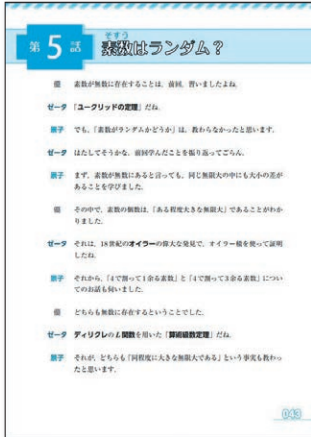 第5話 素数はランダム？
そすう
優 素数が無数に存在することは、前回、習いましたよね。
ゼータ 「ユークリッドの定理」だね。
脉子 でも、「素数がランダムかどうか」は、教わらなかったと思います。
ゼータ はたしてそうかな。前回学んだことを振り返ってごらん。
脉子 まず、素数が無数にあると言っても、同じ無限大の中にも大小の差が
あることを学びました。
優 その中で、素数の個数は、「ある程度大きな無限大」であることがわか
りました。
ゼータ それは、18世紀のオイラーの偉大な発見で、オイラー積を使って証明
したね。
それから、「4で割って1余る素数」と「4で割って3余る素数」につい
てのお話も伺いました。
どちらも無数に存在するということでした。
ゼータ ディリクレのL関数を用いた「算術級数定理」だね。
それが、どちらも「同程度に大きな無限大である」という事実も教わっ
たと思います。
043